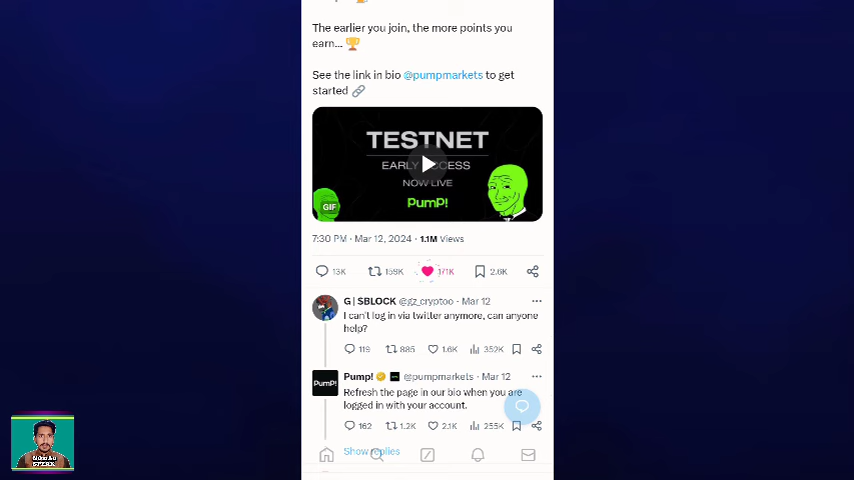 The earlier you join, the more points you
earn... 🏆
See the link in bio @pumpmarkets to get
started 🔗
TESTNET
EARLY ACCESS
NOW LIVE
PumP!
GIF
7:30 PM · Mar 12, 2024 · 1.1M Views
13K 159K 171K 2.6K
G | SBLOCK @gz_cryptoo · Mar 12
I can't log in via twitter anymore, can anyone
help?
119 885 1.6K 352K
Pump! @pumpmarkets · Mar 12
PumP!
Refresh the page in our bio when you are
logged in with your account.
162 1.2K 2.1K 255K
Show replies